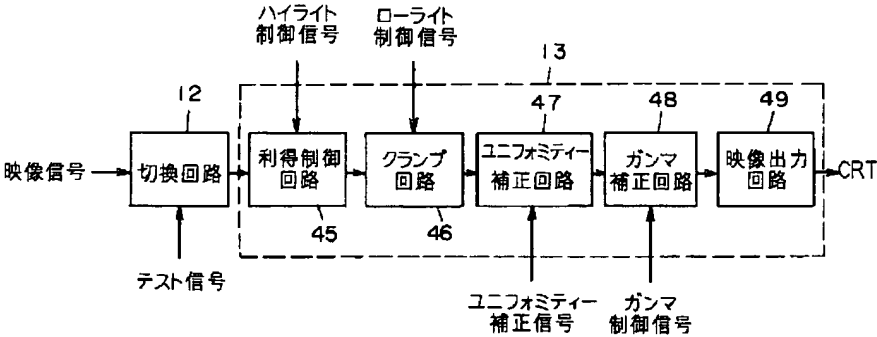 ハイライト
制御信号
ローライト
制御信号
13
12
47
48
49
映像信号
切換回路
利得制御
回路
クランプ
回路
ユニフォミティー
補正回路
ガンマ
補正回路
映像出力
回路
CRT
45
46
テスト信号
ユニフォミティー
補正信号
ガンマ
制御信号